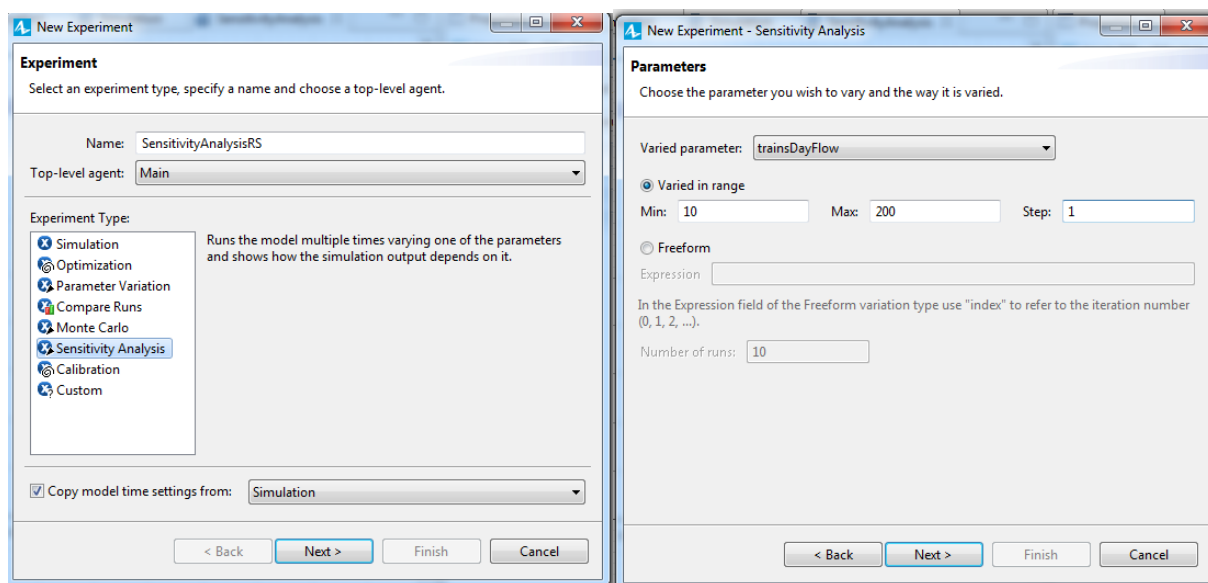 New Experiment
Experiment
Select an experiment type, specify a name and choose a top-level agent.
Name: SensitivityAnalysisRS
Top-level agent: Main
Experiment Type:
Simulation
Optimization
Parameter Variation
Compare Runs
Monte Carlo
Sensitivity Analysis
Calibration
Custom
Runs the model multiple times varying one of the parameters
and shows how the simulation output depends on it.
Copy model time settings from: Simulation
< Back Next > Finish Cancel
New Experiment - Sensitivity Analysis
Parameters
Choose the parameter you wish to vary and the way it is varied.
Varied parameter: trainsDayFlow
Varied in range
Min: 10 Max: 200 Step: 1
Freeform
Expression
In the Expression field of the Freeform variation type use "index" to refer to the iteration number
(0, 1, 2, ...).
Number of runs: 10
< Back Next > Finish Cancel